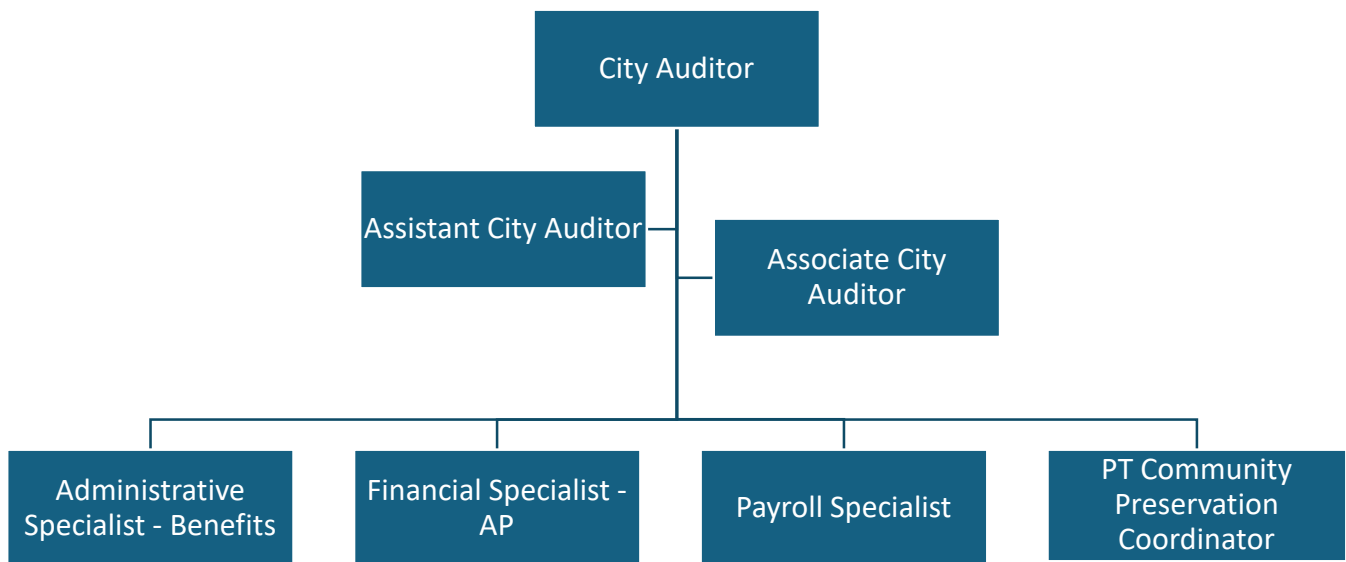 City Auditor
Assistant City Auditor
Associate City
Auditor
Administrative
Specialist - Benefits
Financial Specialist -
AP
Payroll Specialist
PT Community
Preservation
Coordinator